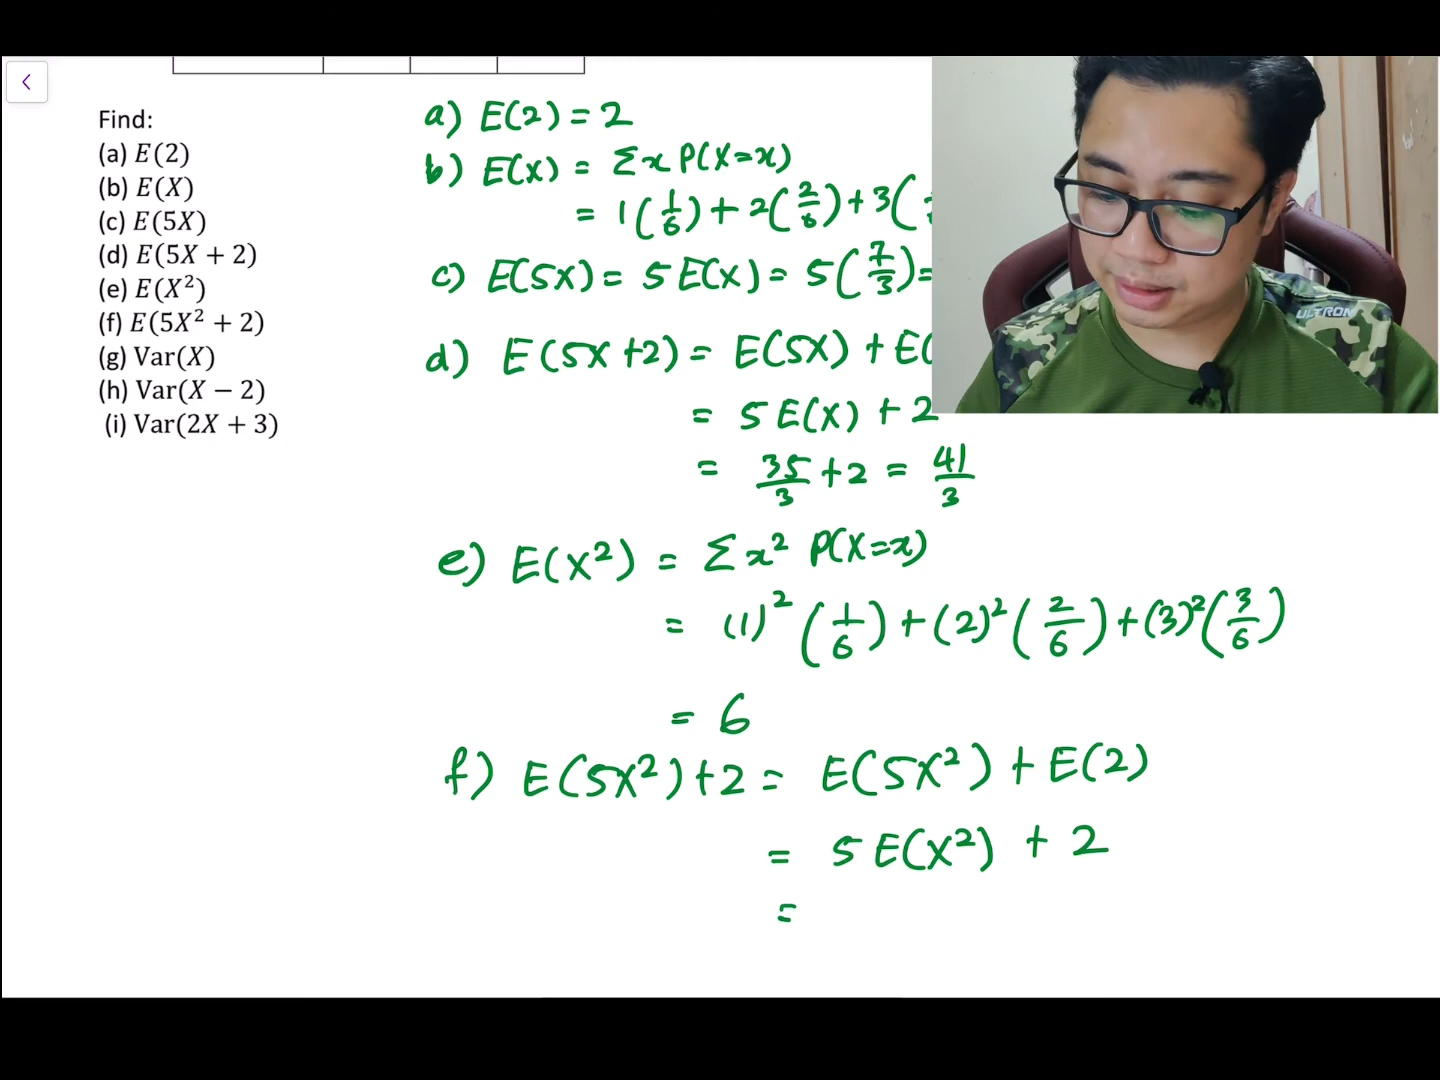 Find:
(a) E(2)
(b) E(X)
(c) E(5X)
(d) E(5X + 2)
(e) E(X²)
(f) E(5X² + 2)
(g) Var(X)
(h) Var(X − 2)
(i) Var(2X + 3)
a) E(2) = 2
b) E(X) = Σx P(X=x)
= 1(1/6) + 2(2/6) + 3(
c) E(5X) = 5E(X) = 5(7/3) =
d) E(5X+2) = E(5X) + E(
= 5E(X) + 2
= 35/3 + 2 = 41/3
e) E(X²) = Σx² P(X=x)
= (1)²(1/6) + (2)²(2/6) + (3)²(3/6)
= 6
f) E(5X²)+2 = E(5X²) + E(2)
= 5E(X²) + 2
=
ULTRON